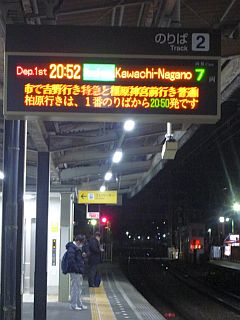 のりば
Track 2
Dep.1st 20:52 Kawachi-Nagano 7両
市で吉野行き特急と橿原神宮前行き普通
柏原行きは、1番のりばから20:50発です